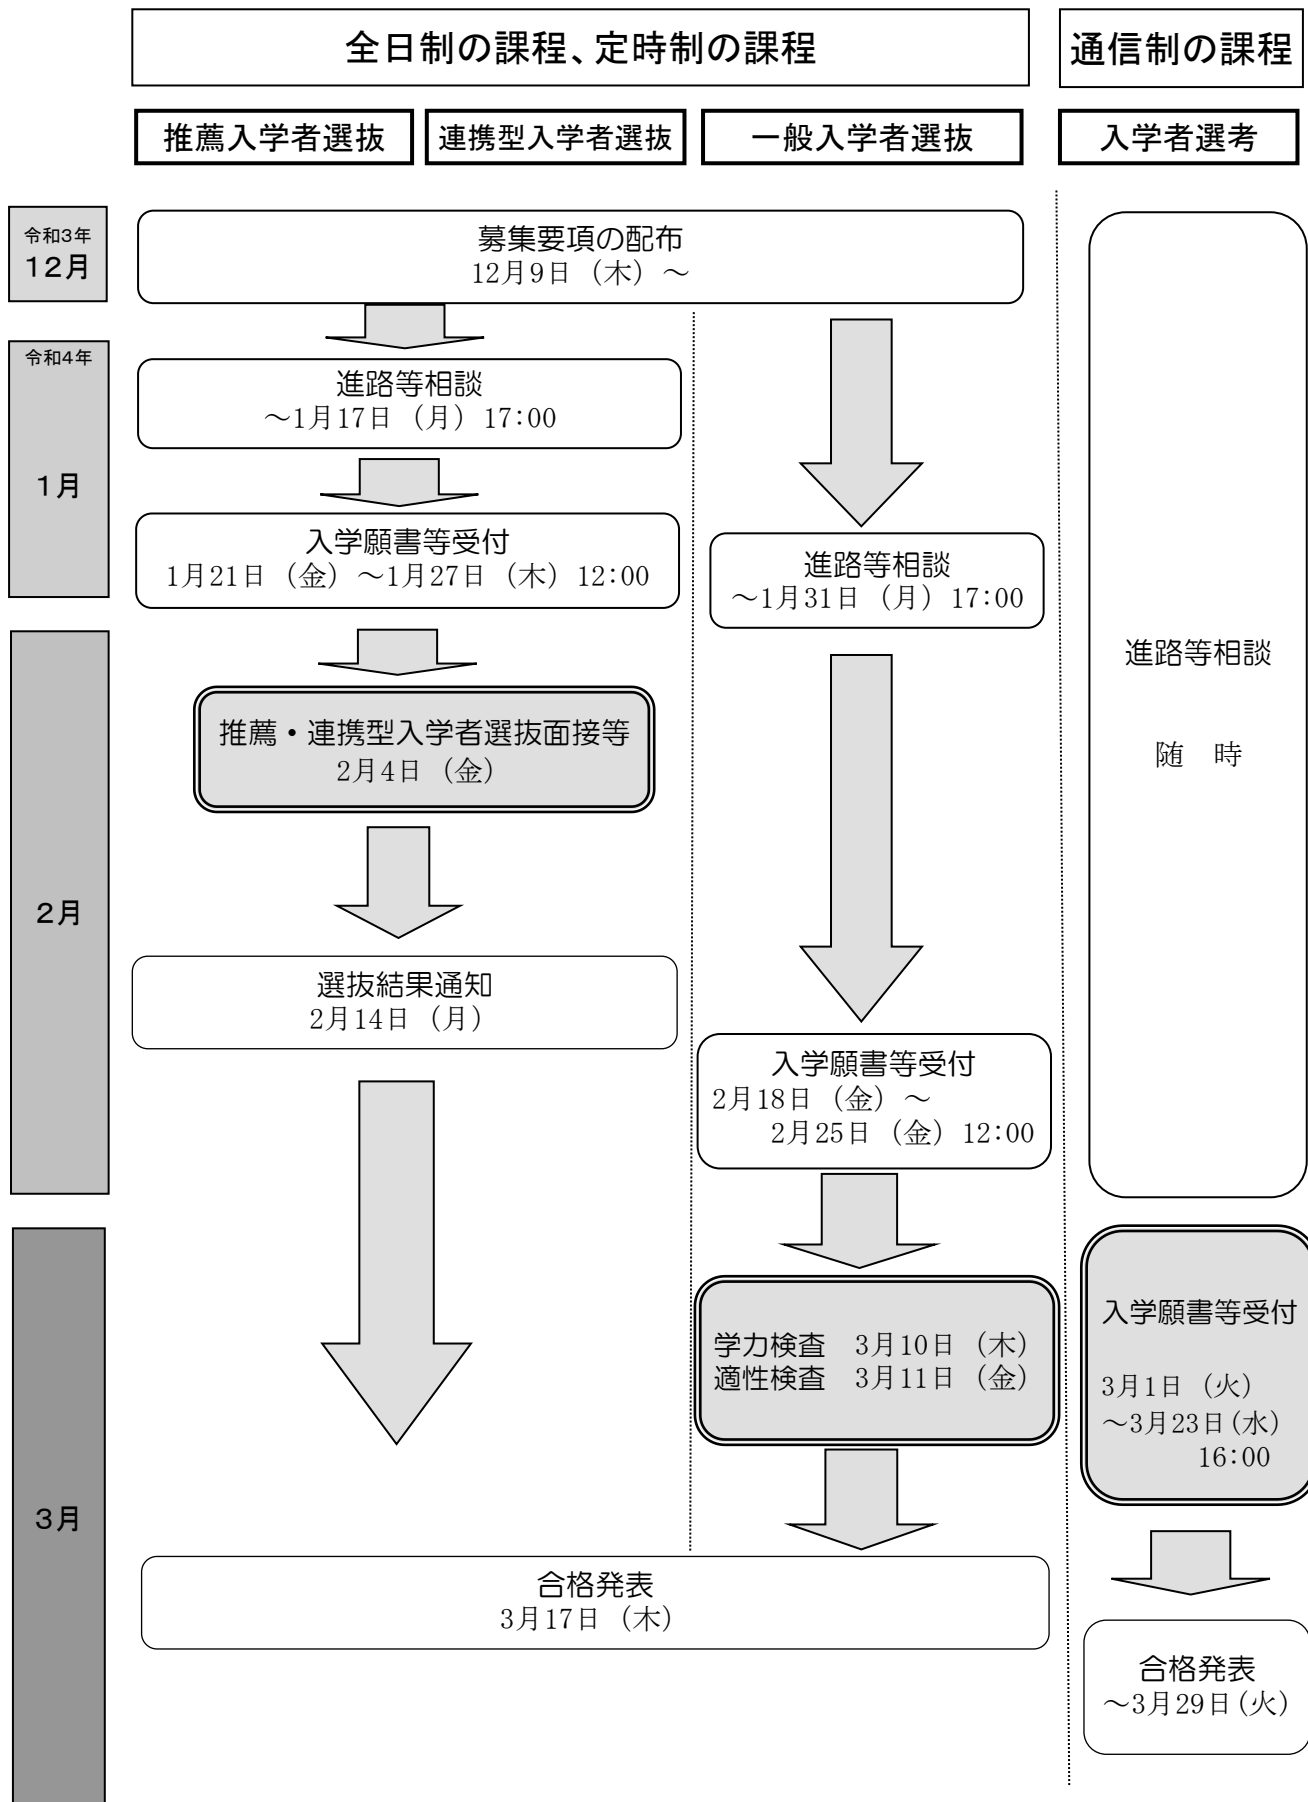 全日制の課程、定時制の課程
通信制の課程
推薦入学者選抜
連携型入学者選抜
一般入学者選抜
入学者選考
令和3年
12月
募集要項の配布
12月9日（木）～
令和4年
1月
進路等相談
～1月17日（月）17:00
入学願書等受付
1月21日（金）～1月27日（木）12:00
進路等相談
～1月31日（月）17:00
進路等相談
随　時
2月
推薦・連携型入学者選抜面接等
2月4日（金）
選抜結果通知
2月14日（月）
入学願書等受付
2月18日（金）～
2月25日（金）12:00
3月
学力検査　3月10日（木）
適性検査　3月11日（金）
入学願書等受付
3月1日（火）
～3月23日(水)
16:00
合格発表
3月17日（木）
合格発表
～3月29日(火)